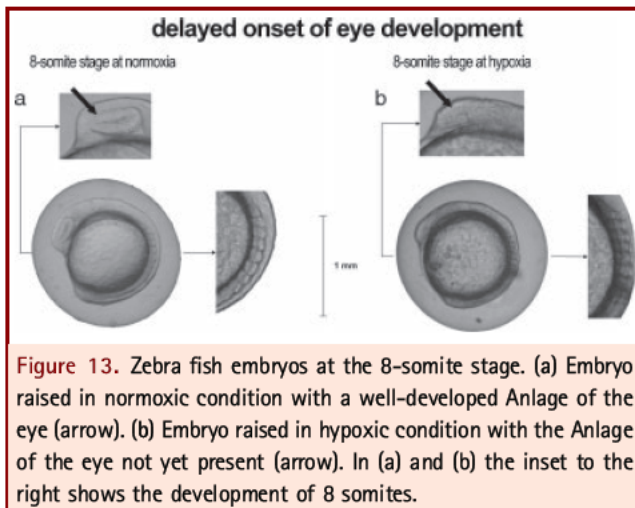 delayed onset of eye development
8-somite stage at normoxia
8-somite stage at hypoxia
a
b
1 mm
Figure 13. Zebra fish embryos at the 8-somite stage. (a) Embryo
raised in normoxic condition with a well-developed Anlage of the
eye (arrow). (b) Embryo raised in hypoxic condition with the Anlage
of the eye not yet present (arrow). In (a) and (b) the inset to the
right shows the development of 8 somites.